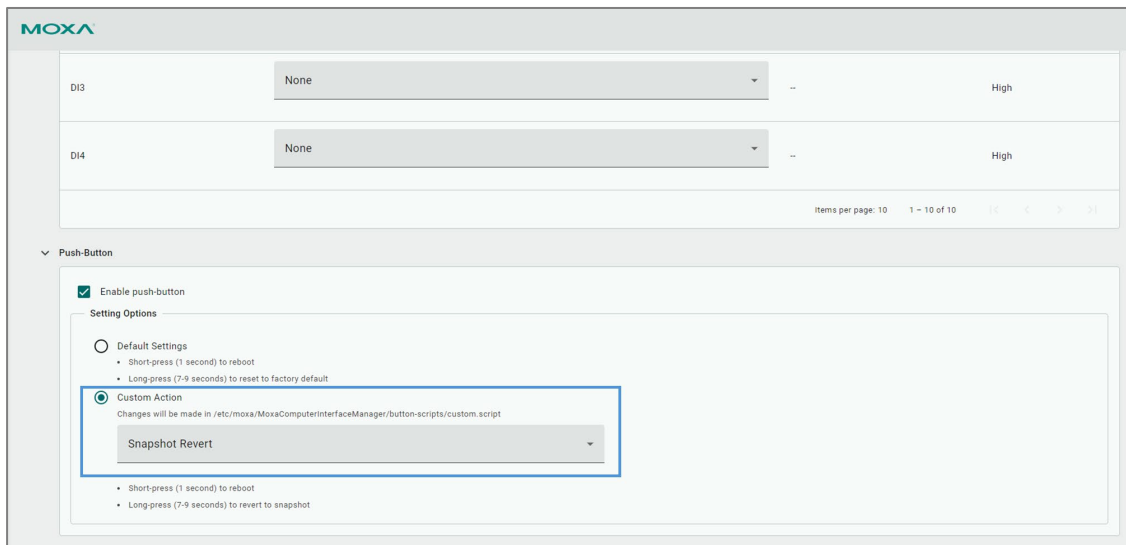 MOXA
DI3 None -- High
DI4 None -- High
Items per page: 10 1 – 10 of 10
Push-Button
Enable push-button
Setting Options
Default Settings
• Short-press (1 second) to reboot
• Long-press (7-9 seconds) to reset to factory default
Custom Action
Changes will be made in /etc/moxa/MoxaComputerInterfaceManager/button-scripts/custom.script
Snapshot Revert
• Short-press (1 second) to reboot
• Long-press (7-9 seconds) to revert to snapshot